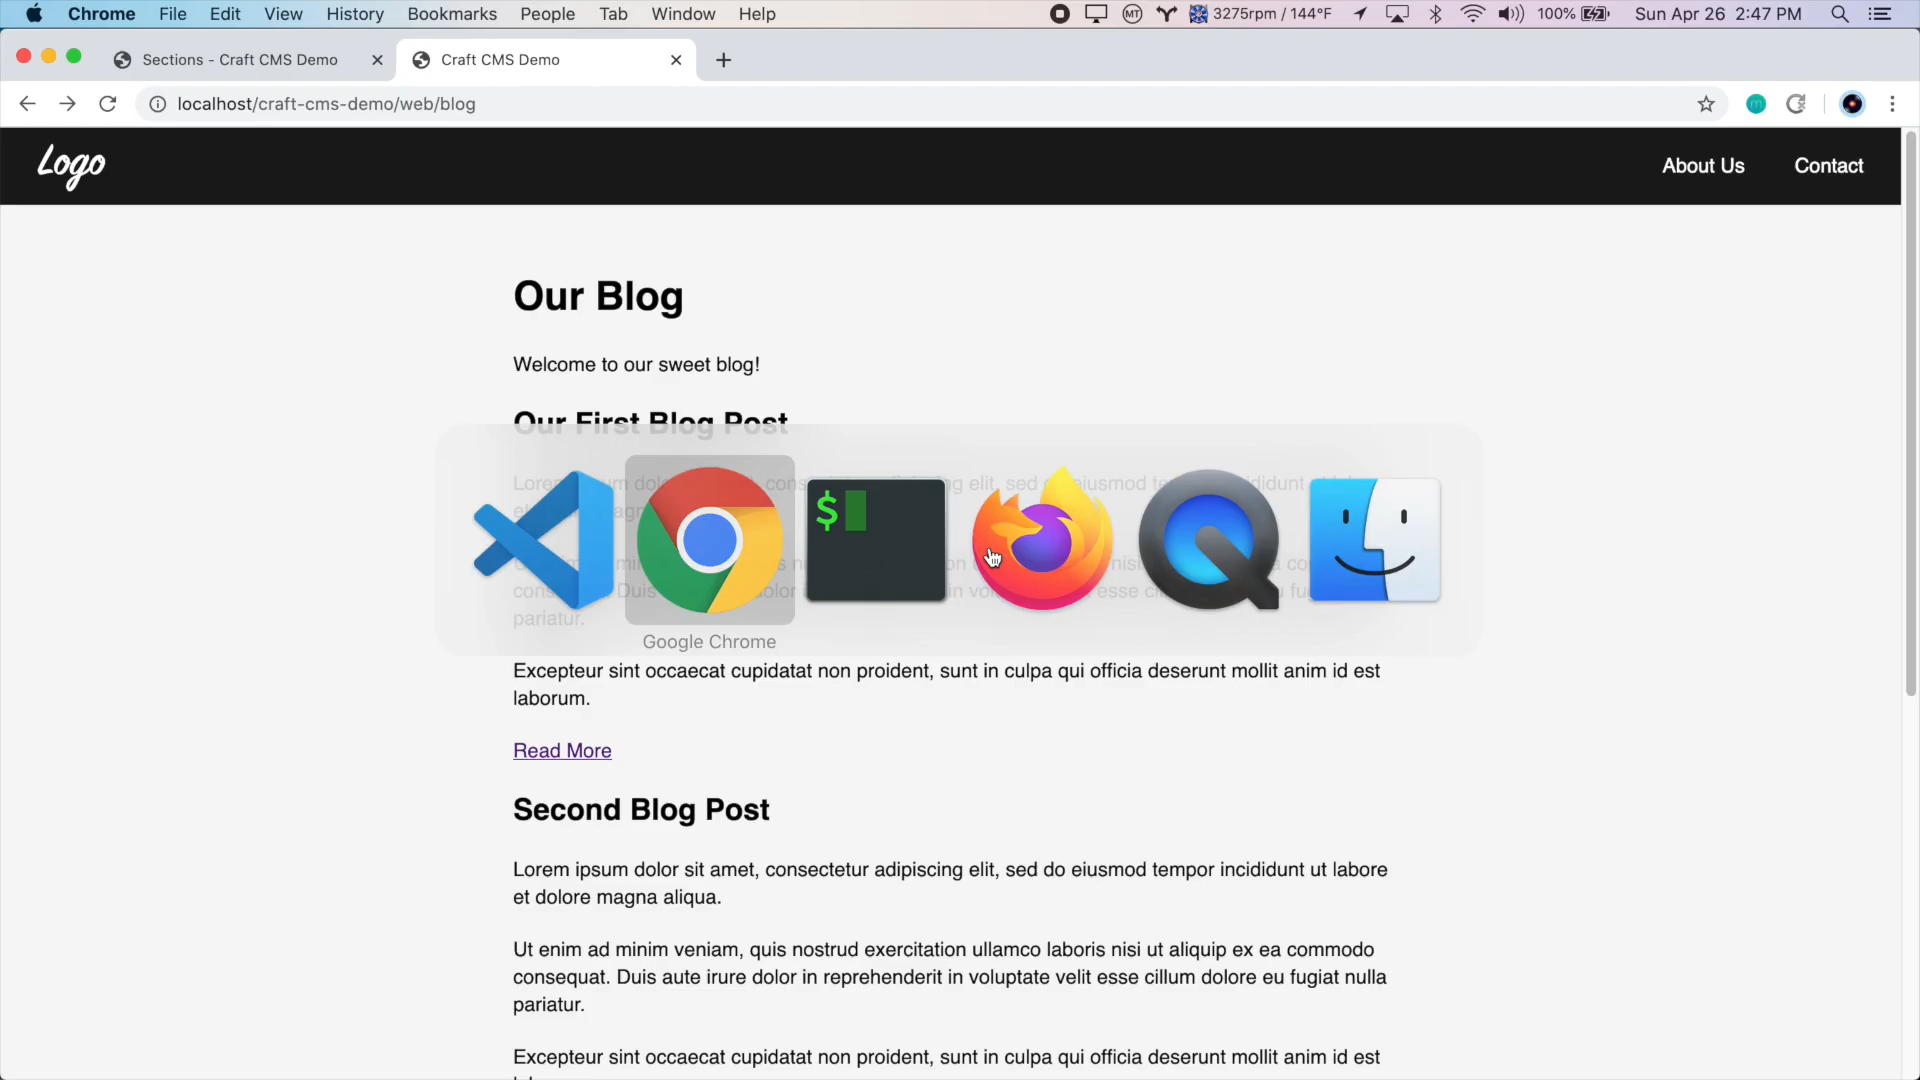 Chrome File Edit View History Bookmarks People Tab Window Help
MT 3275rpm / 144°F 100% Sun Apr 26 2:47 PM
Sections - Craft CMS Demo
Craft CMS Demo
localhost/craft-cms-demo/web/blog
Logo
About Us
Contact
Our Blog
Welcome to our sweet blog!
Our First Blog Post
$
Google Chrome
pariatur.
Excepteur sint occaecat cupidatat non proident, sunt in culpa qui officia deserunt mollit anim id est
laborum.
Read More
Second Blog Post
Lorem ipsum dolor sit amet, consectetur adipiscing elit, sed do eiusmod tempor incididunt ut labore
et dolore magna aliqua.
Ut enim ad minim veniam, quis nostrud exercitation ullamco laboris nisi ut aliquip ex ea commodo
consequat. Duis aute irure dolor in reprehenderit in voluptate velit esse cillum dolore eu fugiat nulla
pariatur.
Excepteur sint occaecat cupidatat non proident, sunt in culpa qui officia deserunt mollit anim id est